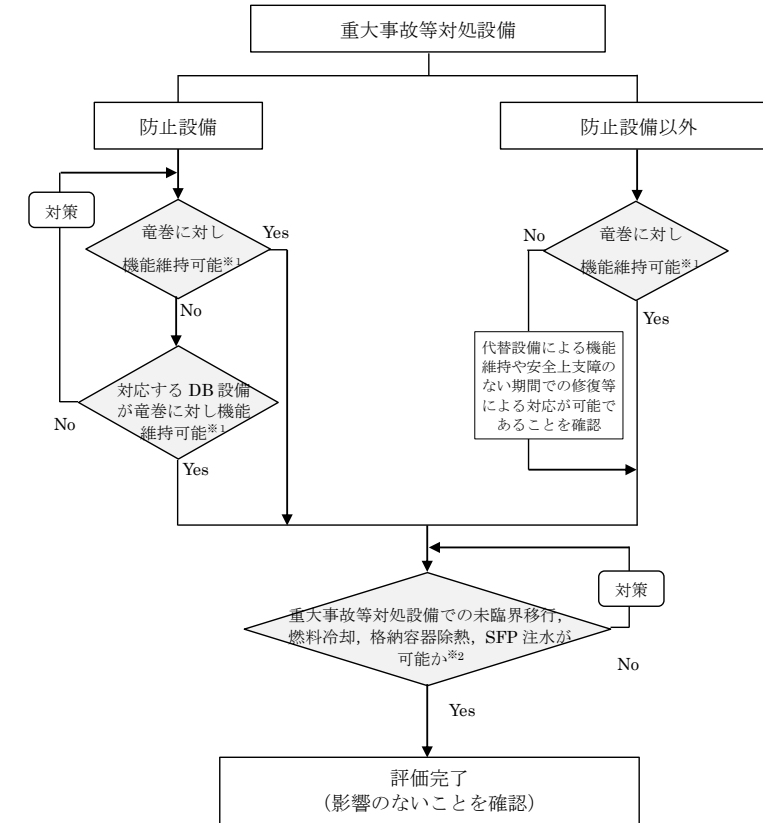 重大事故等対処設備
防止設備
防止設備以外
対策
竜巻に対し
機能維持可能※1
Yes
No
対応する DB 設備
が竜巻に対し機能
維持可能※1
No
Yes
竜巻に対し
機能維持可能※1
No
Yes
代替設備による機能
維持や安全上支障の
ない期間での修復等
による対応が可能で
あることを確認
対策
重大事故等対処設備での未臨界移行，
燃料冷却，格納容器除熱，SFP 注水が
可能か※2
No
Yes
評価完了
（影響のないことを確認）